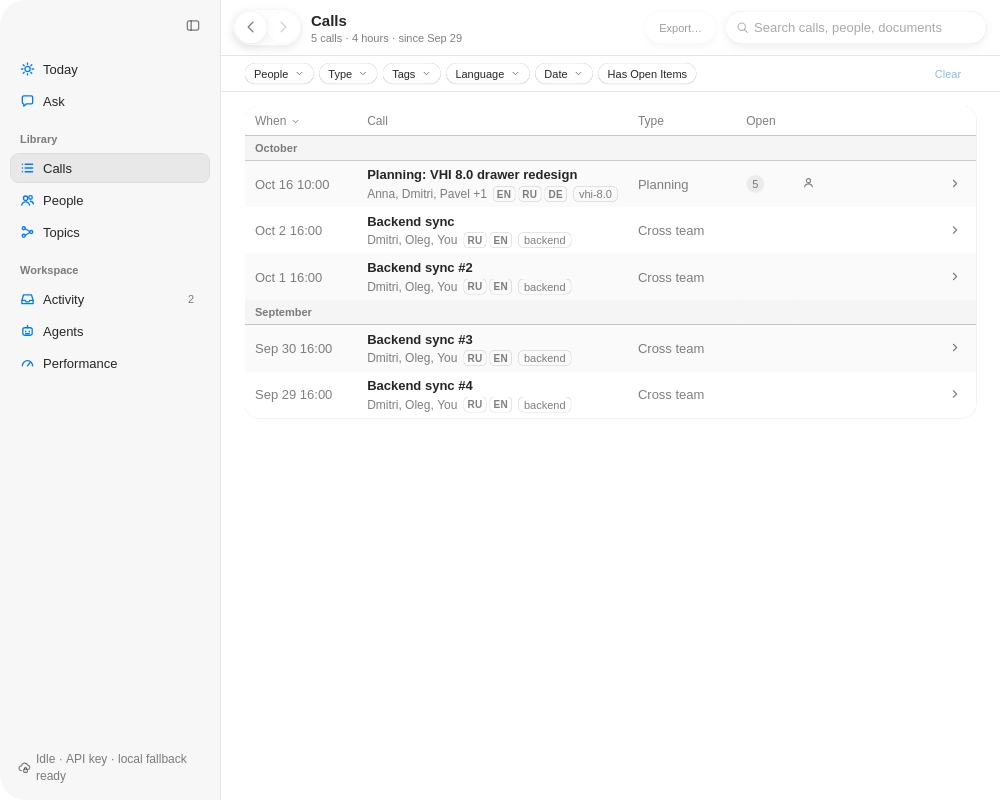 Calls
5 calls · 4 hours · since Sep 29
Export…
Search calls, people, documents
Today
Ask
Library
Calls
People
Topics
Workspace
Activity 2
Agents
Performance
Idle · API key · local fallback
ready
People Type Tags Language Date Has Open Items Clear
When Call Type Open
October
Oct 16 10:00 Planning: VHI 8.0 drawer redesign Planning 5
Anna, Dmitri, Pavel +1 EN RU DE vhi-8.0
Oct 2 16:00 Backend sync Cross team
Dmitri, Oleg, You RU EN backend
Oct 1 16:00 Backend sync #2 Cross team
Dmitri, Oleg, You RU EN backend
September
Sep 30 16:00 Backend sync #3 Cross team
Dmitri, Oleg, You RU EN backend
Sep 29 16:00 Backend sync #4 Cross team
Dmitri, Oleg, You RU EN backend